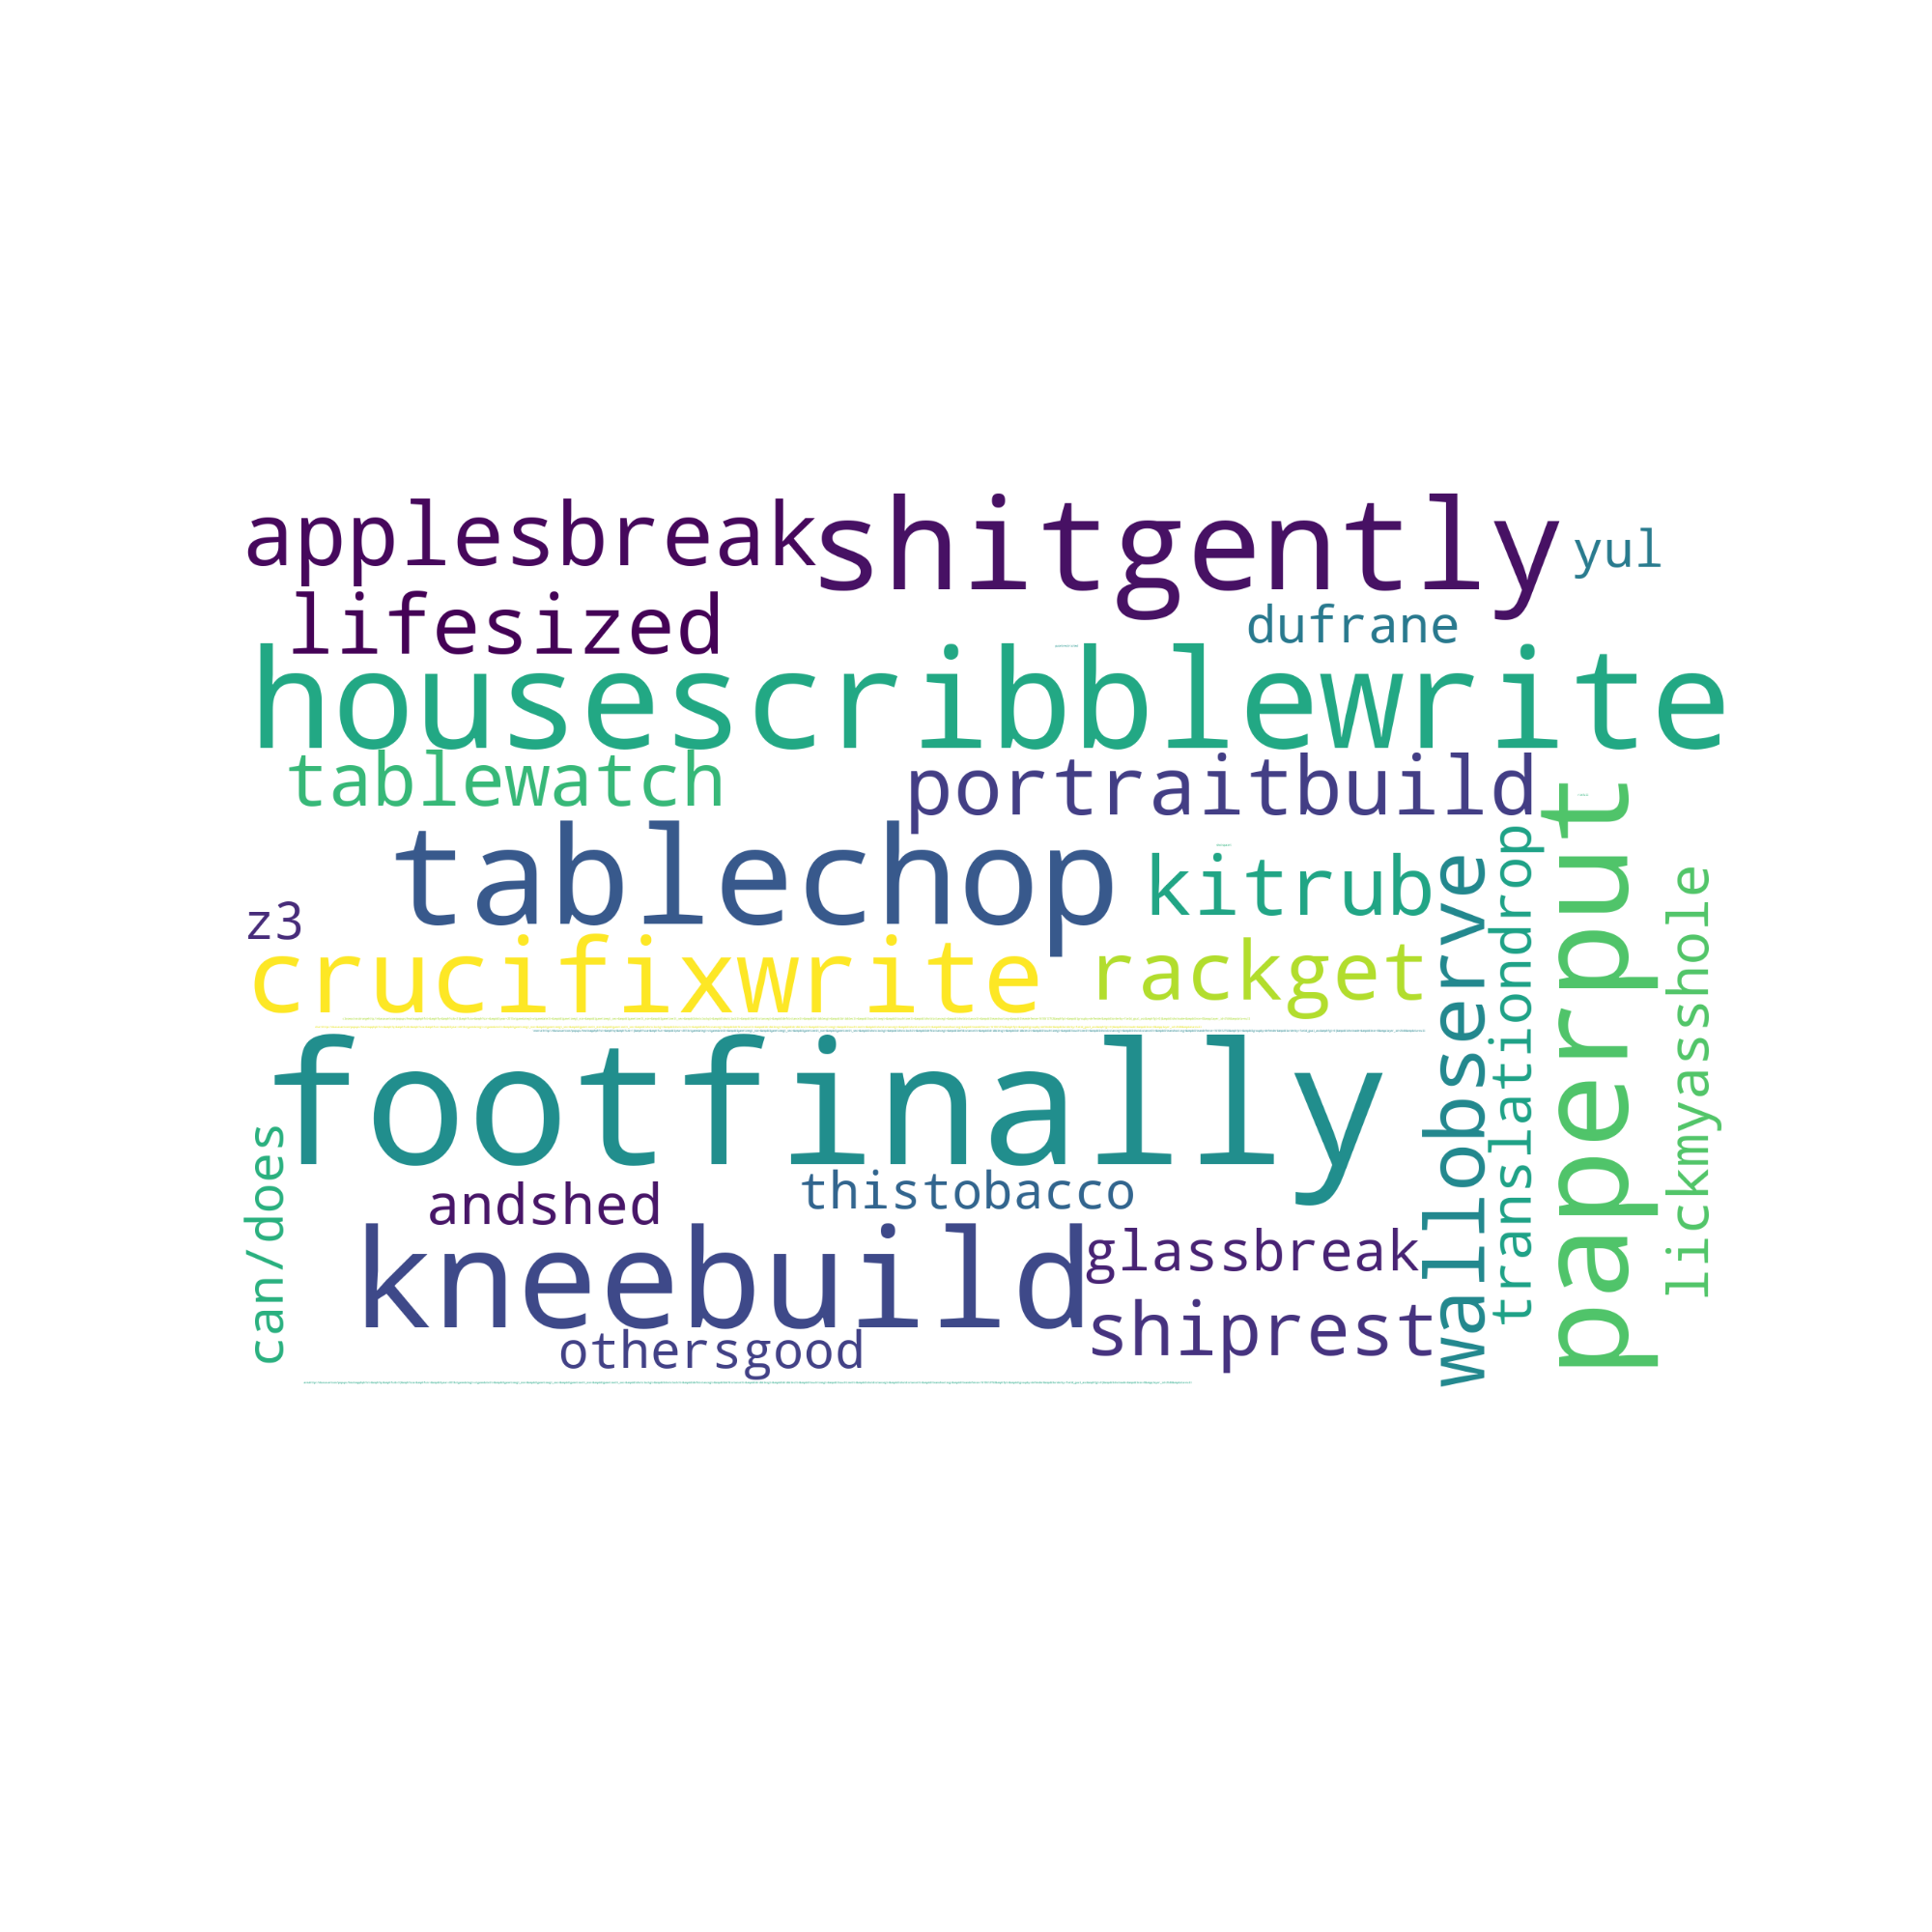 applesbreak
shitgently
yul
lifesized
dufrane
housescribblewrite
tablewatch
portraitbuild
tablechop
kitrub
z3
crucifixwrite
rackget
footfinally
wallobserve
translationdrop
paperput
lickmyasshole
can/does
andshed
thistobacco
kneebuild
glassbreak
shiprest
othersgood